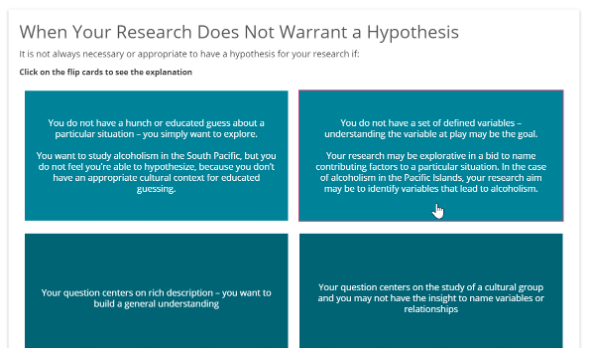 When Your Research Does Not Warrant a Hypothesis
It is not always necessary or appropriate to have a hypothesis for your research if:
Click on the flip cards to see the explanation
You do not have a hunch or educated guess about a
particular situation – you simply want to explore.
You want to study alcoholism in the South Pacific, but you
do not feel you're able to hypothesize, because you don't
have an appropriate cultural context for educated
guessing.
You do not have a set of defined variables –
understanding the variable at play may be the goal.
Your research may be explorative in a bid to name
contributing factors to a particular situation. In the case
of alcoholism in the Pacific Islands, your research aim
may be to identify variables that lead to alcoholism.
Your question centers on rich description – you want to
build a general understanding
Your question centers on the study of a cultural group
and you may not have the insight to name variables or
relationships